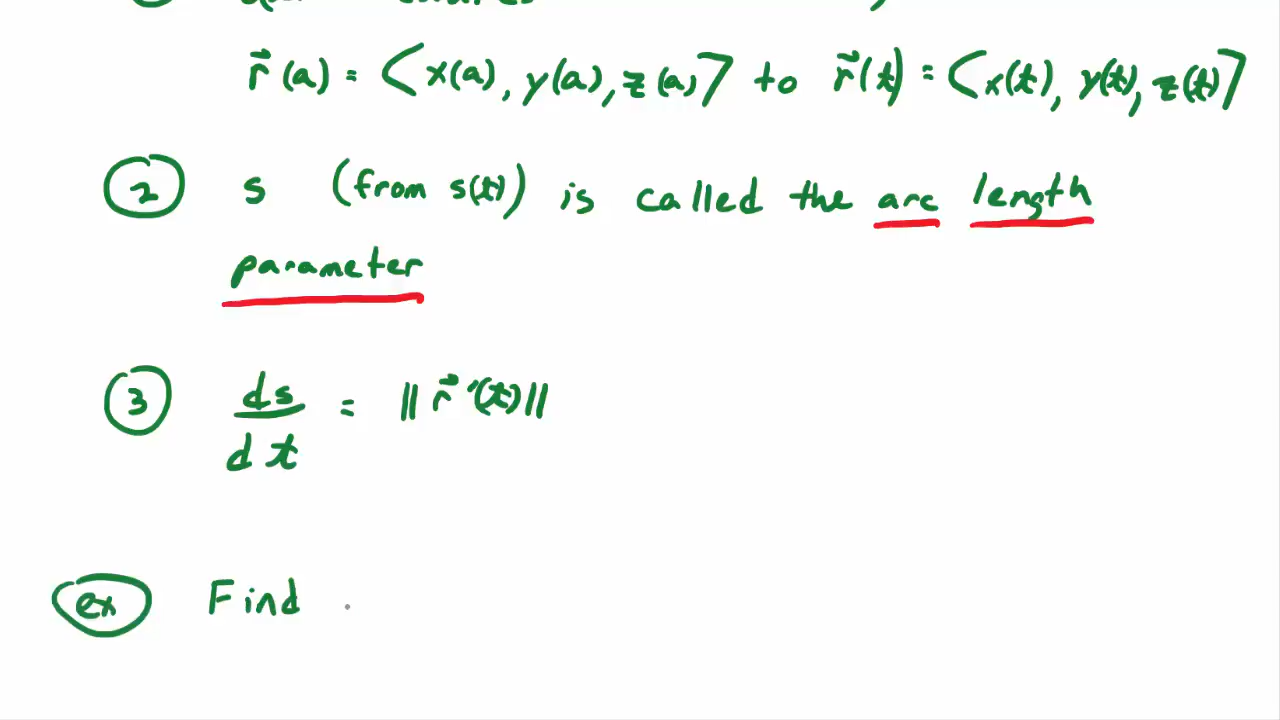 r⃗(a) = <x(a), y(a), z(a)> to r⃗(t) = <x(t), y(t), z(t)>
② s (from s(t)) is called the arc length
parameter
③ ds/dt = ||r⃗'(t)||
ex Find